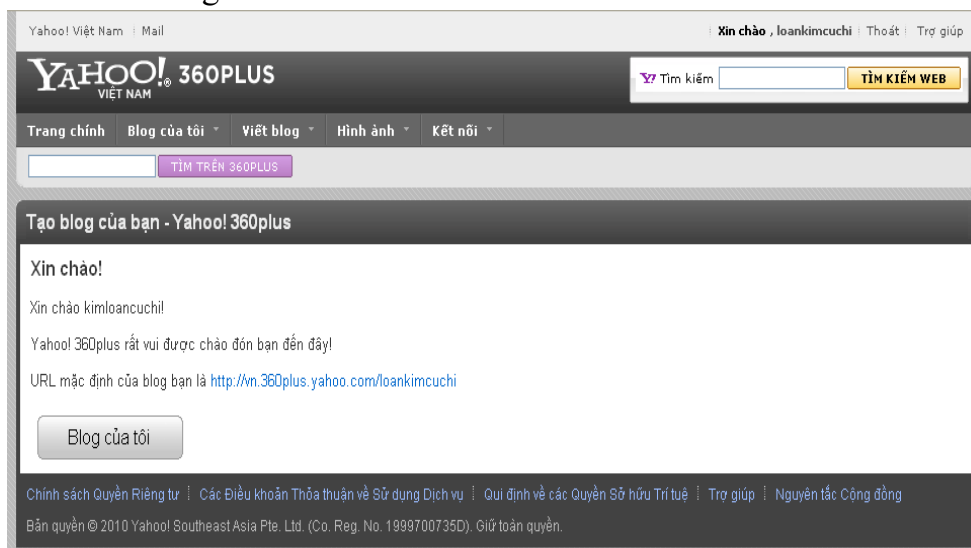 Yahoo! Việt Nam | Mail
Xin chào , loankimcuchi | Thoát | Trợ giúp
YAHOO!® 360PLUS
VIỆT NAM
Y! Tìm kiếm TÌM KIẾM WEB
Trang chính Blog của tôi Viết blog Hình ảnh Kết nối
TÌM TRÊN 360PLUS
Tạo blog của bạn - Yahoo! 360plus
Xin chào!
Xin chào kimloancuchi!
Yahoo! 360plus rất vui được chào đón bạn đến đây!
URL mặc định của blog bạn là http://vn.360plus.yahoo.com/loankimcuchi
Blog của tôi
Chính sách Quyền Riêng tư | Các Điều khoản Thỏa thuận về Sử dụng Dịch vụ | Qui định về các Quyền Sở hữu Trí tuệ | Trợ giúp | Nguyên tắc Cộng đồng
Bản quyền © 2010 Yahoo! Southeast Asia Pte. Ltd. (Co. Reg. No. 1999700735D). Giữ toàn quyền.